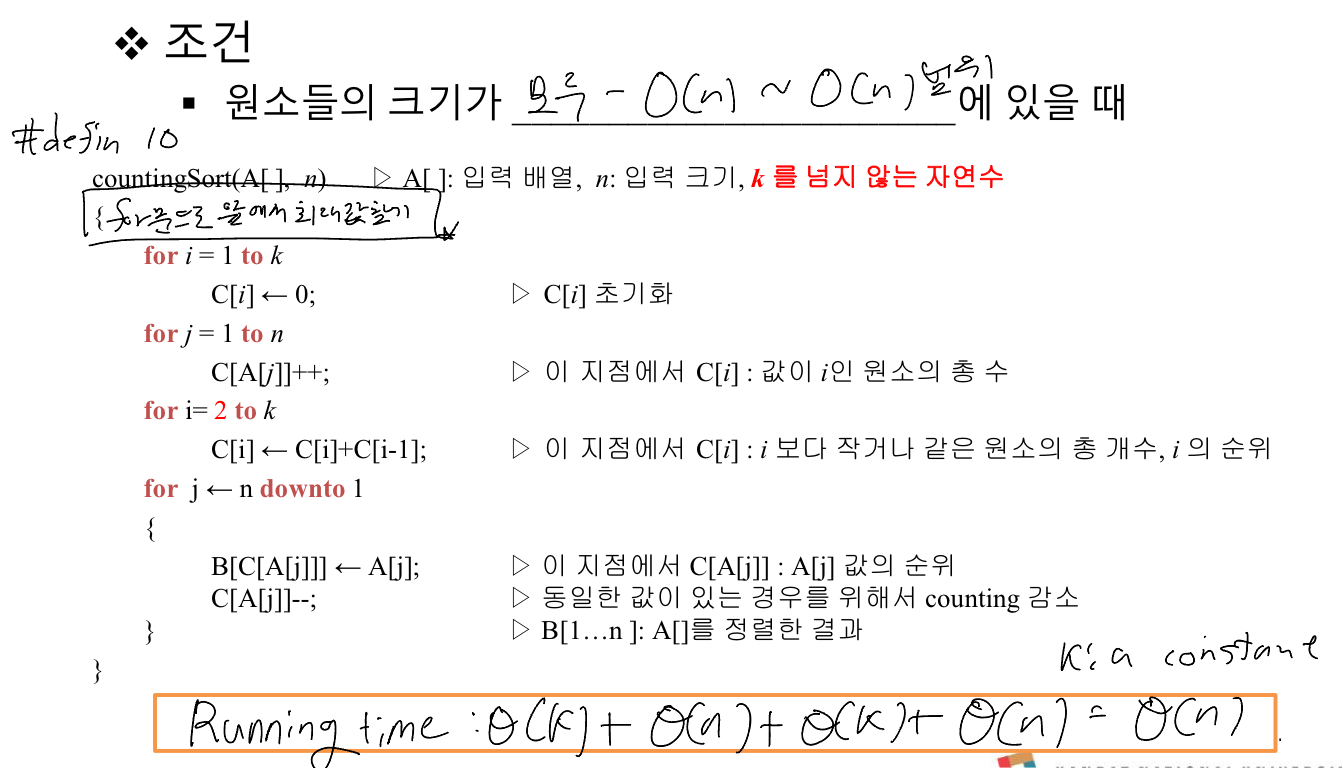 ❖ 조건
▪ 원소들의 크기가 모두 - O(n) ~ O(n) 범위에 있을 때
#defin 10
countingSort(A[ ], n) ▷ A[ ]: 입력 배열, n: 입력 크기, k 를 넘지 않는 자연수
{ for문으로 앞에서 최대값찾기
for i = 1 to k
C[i] ← 0; ▷ C[i] 초기화
for j = 1 to n
C[A[j]]++; ▷ 이 지점에서 C[i] : 값이 i인 원소의 총 수
for i= 2 to k
C[i] ← C[i]+C[i-1]; ▷ 이 지점에서 C[i] : i 보다 작거나 같은 원소의 총 개수, i 의 순위
for j ← n downto 1
{
B[C[A[j]]] ← A[j]; ▷ 이 지점에서 C[A[j]] : A[j] 값의 순위
C[A[j]]--; ▷ 동일한 값이 있는 경우를 위해서 counting 감소
} ▷ B[1…n ]: A[]를 정렬한 결과
}
K: a constant
Running time : Θ(k) + Θ(n) + Θ(k) + Θ(n) = Θ(n)